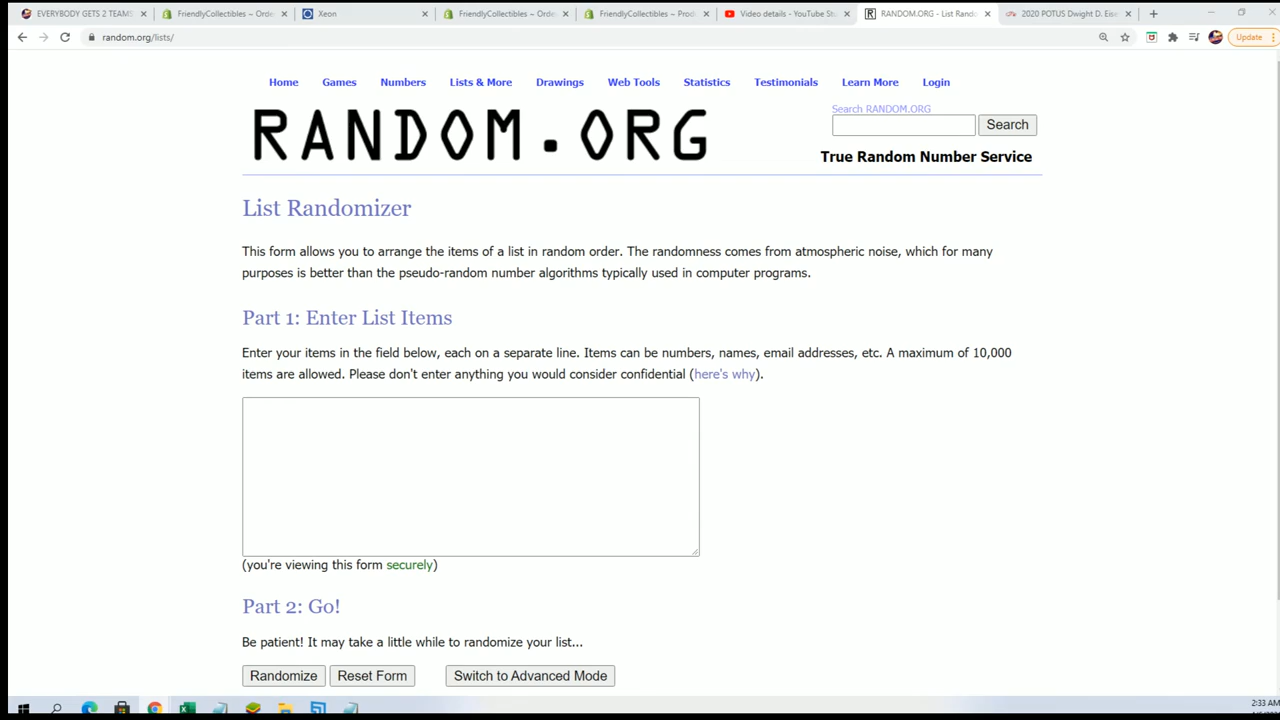 EVERYBODY GETS 2 TEAMS
FriendlyCollectibles ~ Orde
Xeon
FriendlyCollectibles ~ Orde
FriendlyCollectibles ~ Prod
Video details - YouTube St
RANDOM.ORG - List Rando
2020 POTUS Dwight D. Eise
random.org/lists/
Update
Home Games Numbers Lists & More Drawings Web Tools Statistics Testimonials Learn More Login
Search RANDOM.ORG
RANDOM.ORG
Search
True Random Number Service
List Randomizer
This form allows you to arrange the items of a list in random order. The randomness comes from atmospheric noise, which for many
purposes is better than the pseudo-random number algorithms typically used in computer programs.
Part 1: Enter List Items
Enter your items in the field below, each on a separate line. Items can be numbers, names, email addresses, etc. A maximum of 10,000
items are allowed. Please don't enter anything you would consider confidential (here's why).
(you're viewing this form securely)
Part 2: Go!
Be patient! It may take a little while to randomize your list...
Randomize Reset Form Switch to Advanced Mode
2:33 AM